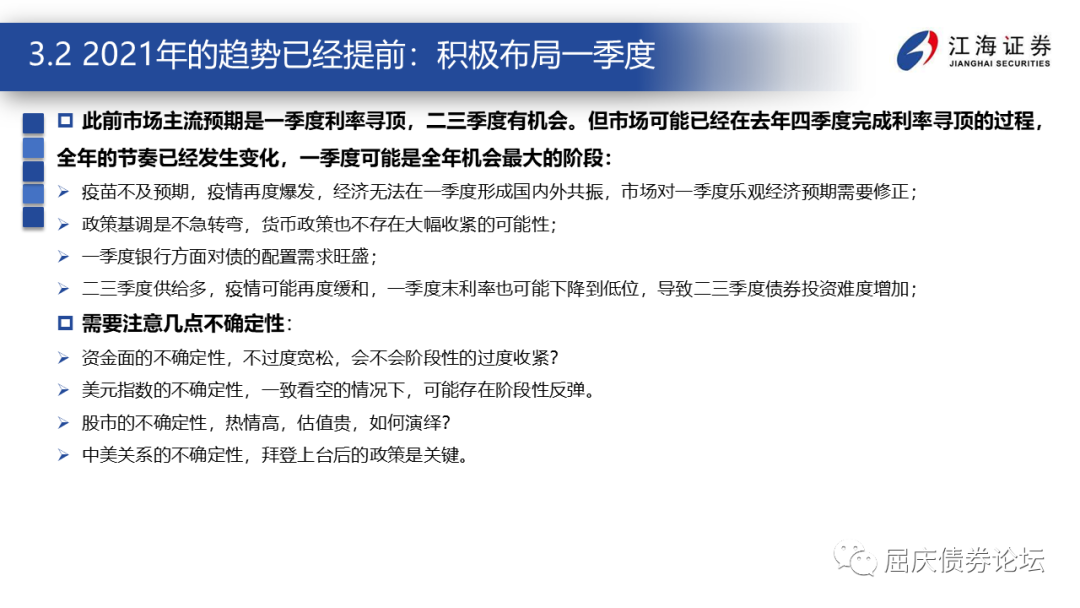 3.2 2021年的趋势已经提前：积极布局一季度
江海证券
JIANGHAI SECURITIES
此前市场主流预期是一季度利率寻顶，二三季度有机会。但市场可能已经在去年四季度完成利率寻顶的过程，
全年的节奏已经发生变化，一季度可能是全年机会最大的阶段：
疫苗不及预期，疫情再度爆发，经济无法在一季度形成国内外共振，市场对一季度乐观经济预期需要修正；
政策基调是不急转弯，货币政策也不存在大幅收紧的可能性；
一季度银行方面对债的配置需求旺盛；
二三季度供给多，疫情可能再度缓和，一季度末利率也可能下降到低位，导致二三季度债券投资难度增加；
需要注意几点不确定性：
资金面的不确定性，不过度宽松，会不会阶段性的过度收紧？
美元指数的不确定性，一致看空的情况下，可能存在阶段性反弹。
股市的不确定性，热情高，估值贵，如何演绎？
中美关系的不确定性，拜登上台后的政策是关键。
屈庆债券论坛